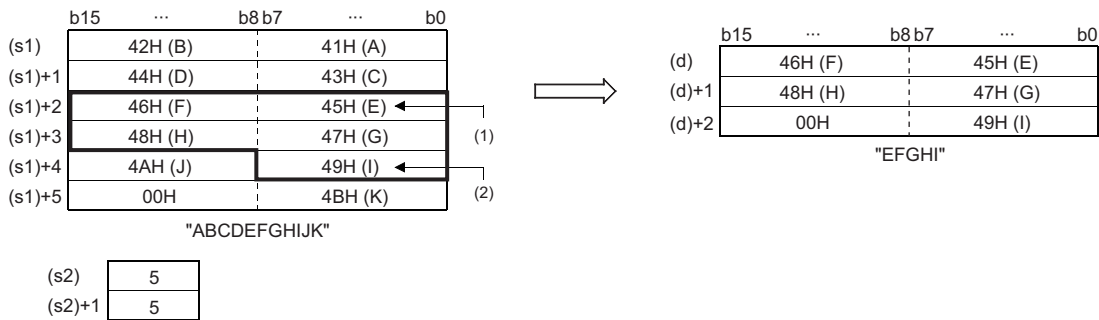 b15 ... b8 b7 ... b0
(s1) 42H (B) 41H (A)
(s1)+1 44H (D) 43H (C)
(s1)+2 46H (F) 45H (E)
(s1)+3 48H (H) 47H (G) (1)
(s1)+4 4AH (J) 49H (I)
(s1)+5 00H 4BH (K) (2)
"ABCDEFGHIJK"
(s2) 5
(s2)+1 5
b15 ... b8 b7 ... b0
(d) 46H (F) 45H (E)
(d)+1 48H (H) 47H (G)
(d)+2 00H 49H (I)
"EFGHI"